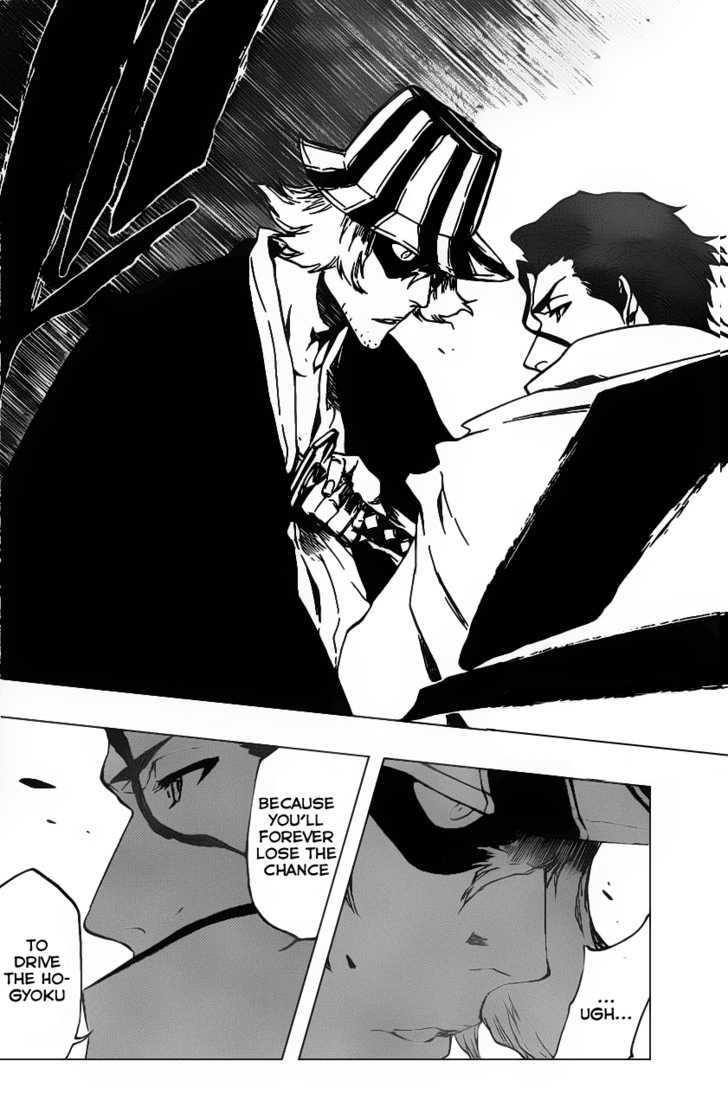 ...
UGH...
BECAUSE
YOU'LL
FOREVER
LOSE THE
CHANCE
TO
DRIVE
THE HO-
GYOKU